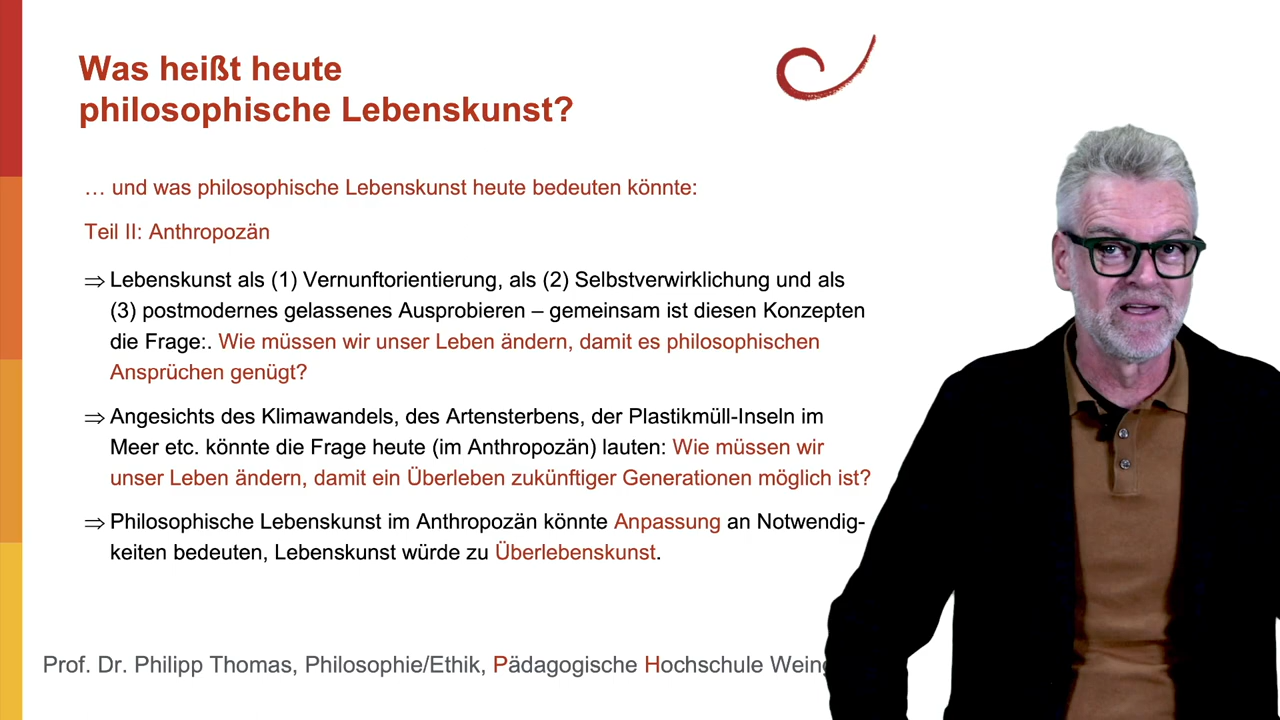 Was heißt heute
philosophische Lebenskunst?
… und was philosophische Lebenskunst heute bedeuten könnte:
Teil II: Anthropozän
⇒ Lebenskunst als (1) Vernunftorientierung, als (2) Selbstverwirklichung und als
(3) postmodernes gelassenes Ausprobieren – gemeinsam ist diesen Konzepten
die Frage:. Wie müssen wir unser Leben ändern, damit es philosophischen
Ansprüchen genügt?
⇒ Angesichts des Klimawandels, des Artensterbens, der Plastikmüll-Inseln im
Meer etc. könnte die Frage heute (im Anthropozän) lauten: Wie müssen wir
unser Leben ändern, damit ein Überleben zukünftiger Generationen möglich ist?
⇒ Philosophische Lebenskunst im Anthropozän könnte Anpassung an Notwendig-
keiten bedeuten, Lebenskunst würde zu Überlebenskunst.
Prof. Dr. Philipp Thomas, Philosophie/Ethik, Pädagogische Hochschule